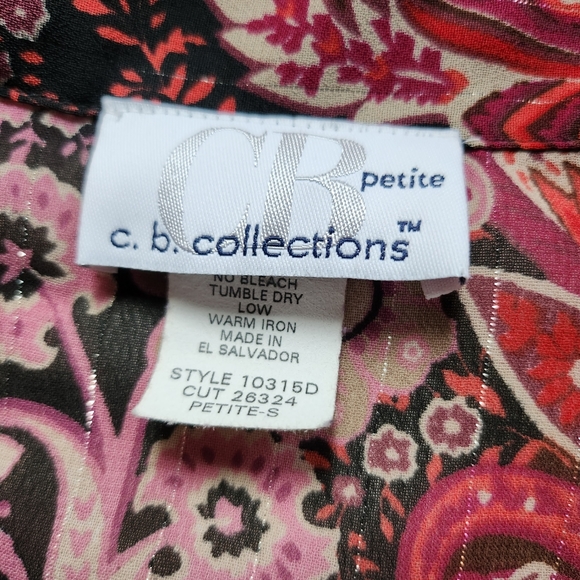 CB petite
c. b. collections™
NO BLEACH
TUMBLE DRY
LOW
WARM IRON
MADE IN
EL SALVADOR
STYLE 10315D
CUT 26324
PETITE-S